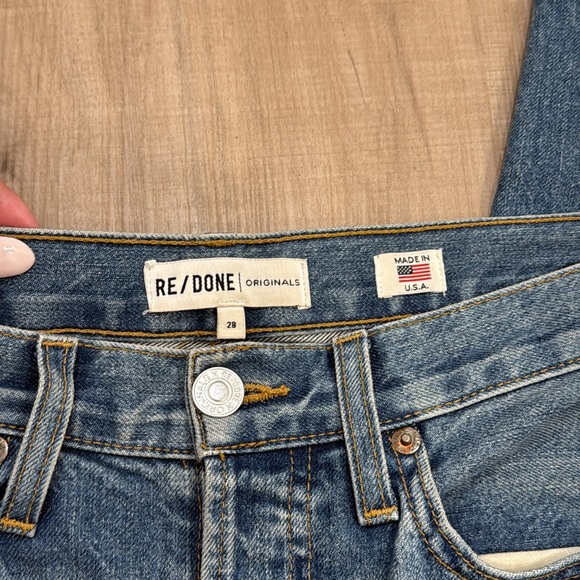 RE/DONE | ORIGINALS
MADE IN
U.S.A.
28